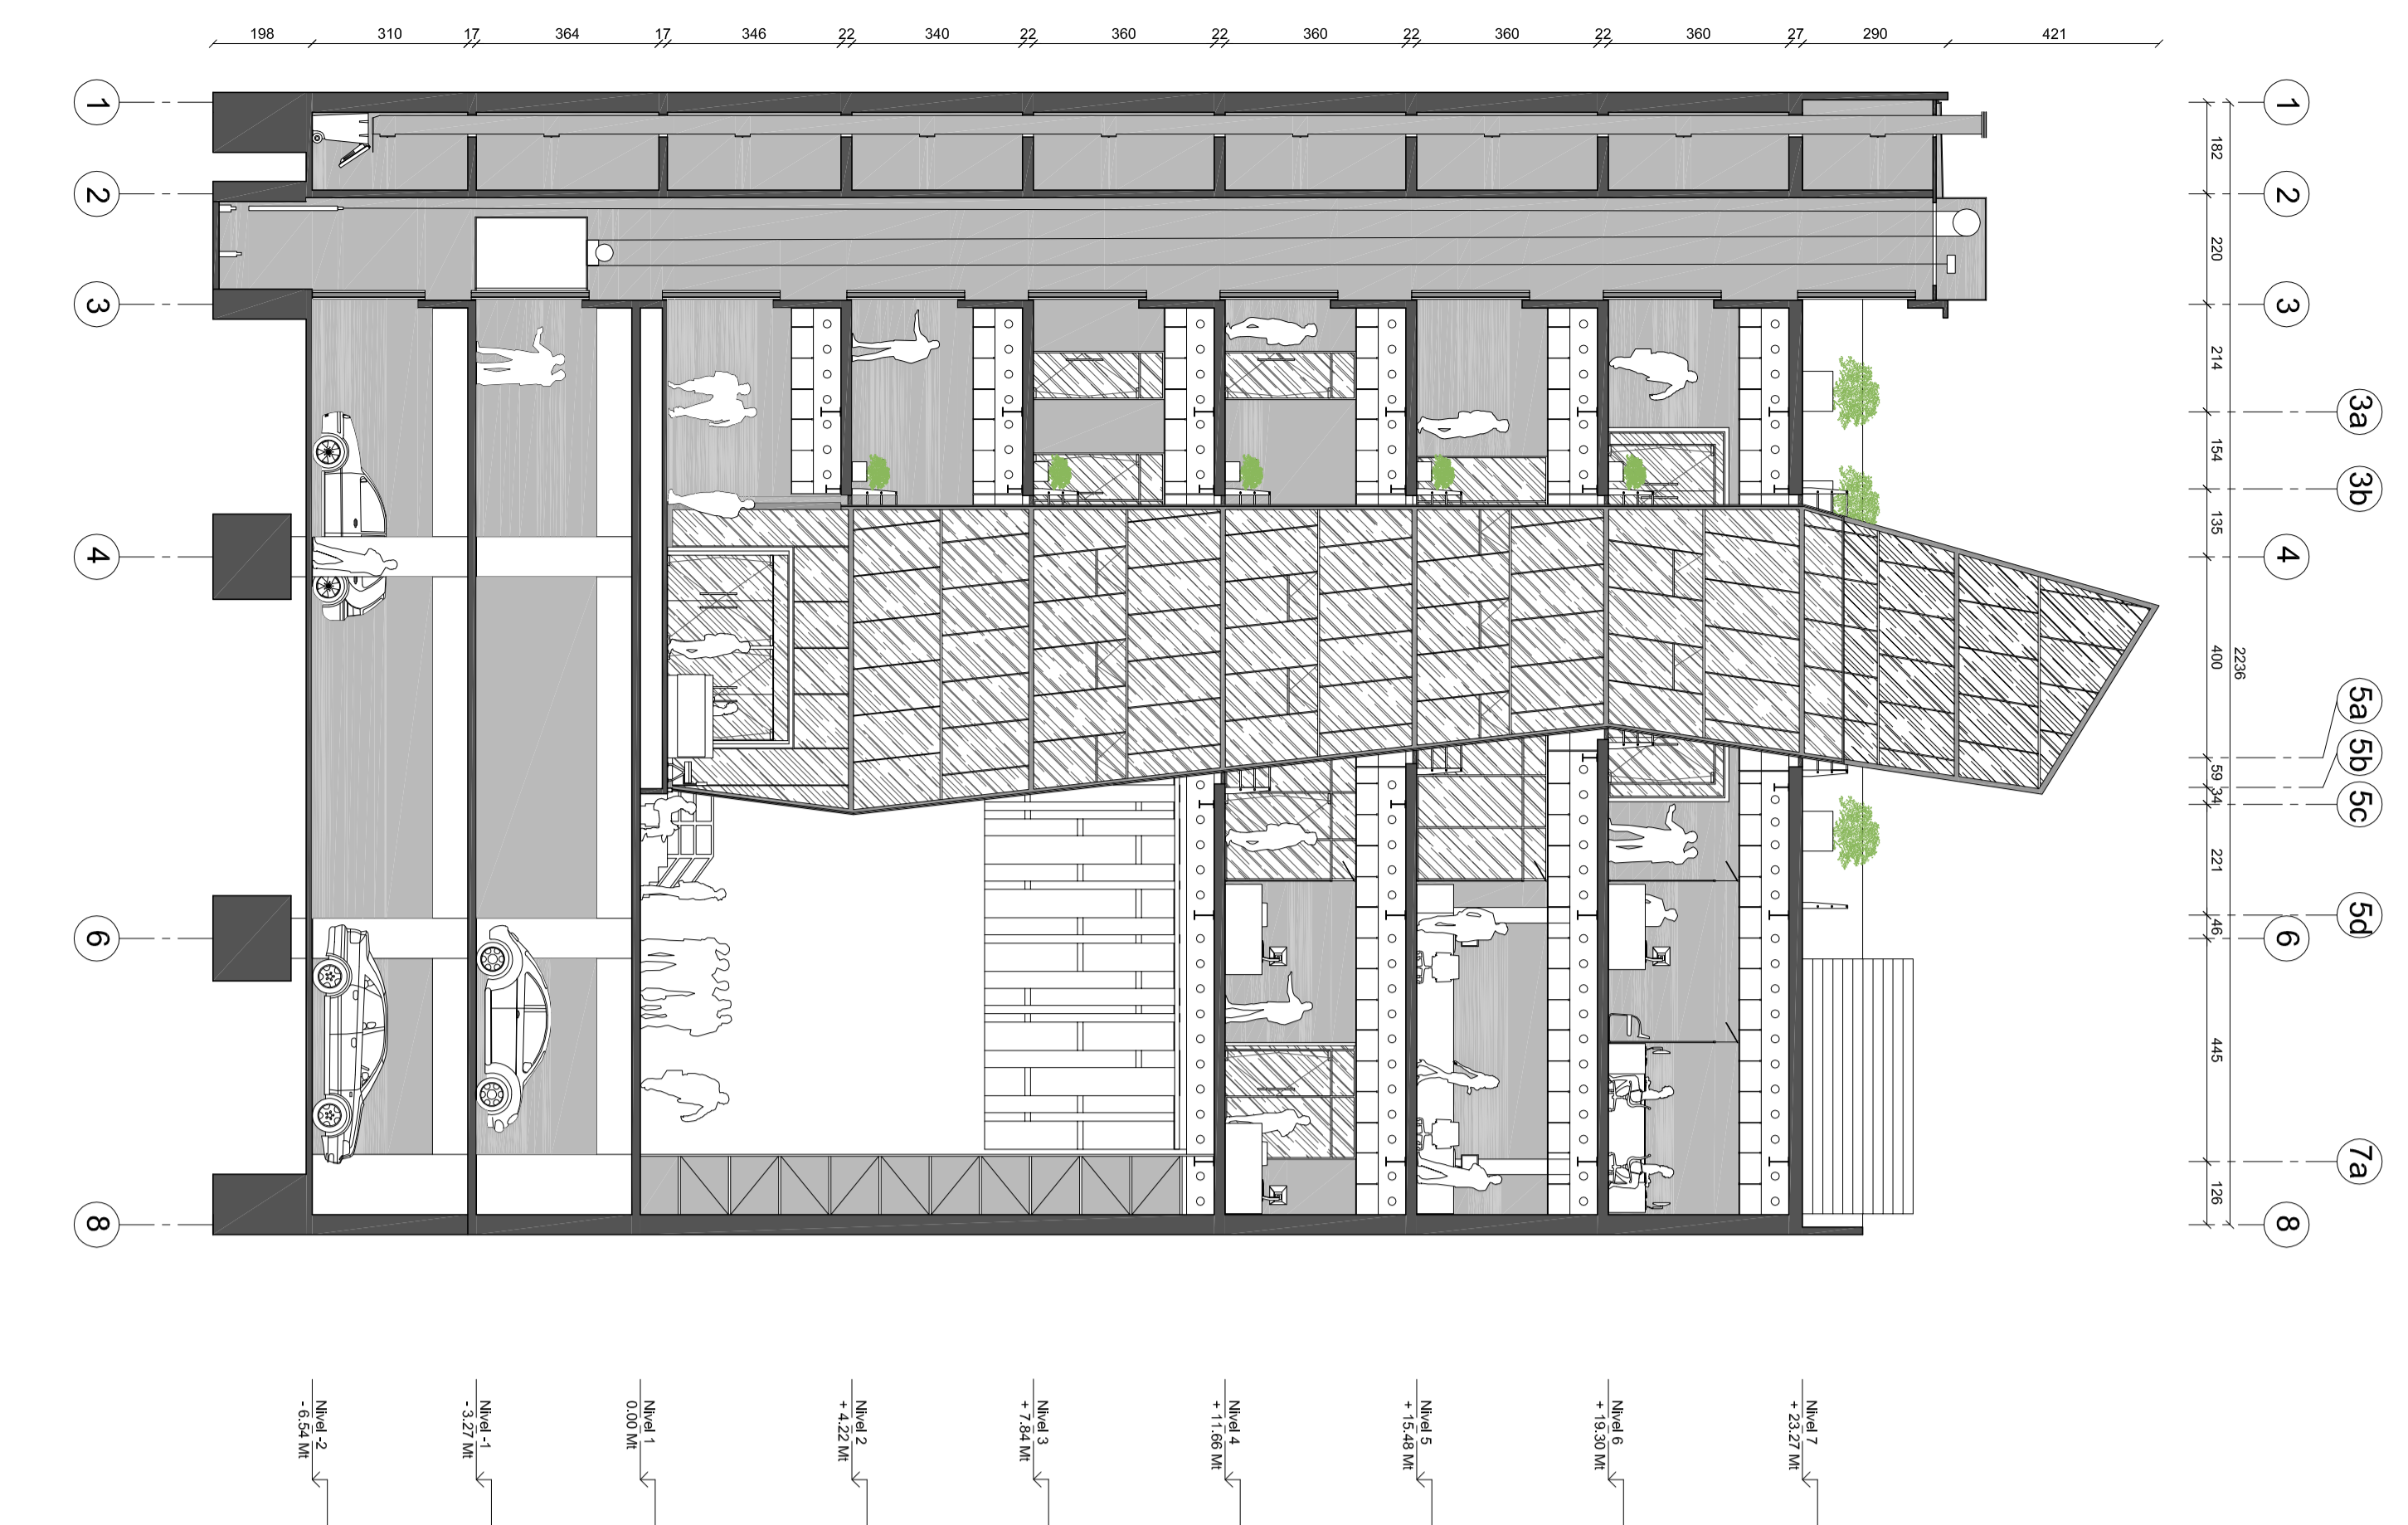 198
310
17
364
17
346
22
340
22
360
22
360
22
360
22
360
27
290
421
1
2
3
4
6
8
1
2
3
3a
3b
4
5a
5b
5c
5d
6
7a
8
182
220
214
154
135
400
59
34
221
46
445
126
2236
Nivel -2
- 6.54 Mt
Nivel -1
- 3.27 Mt
Nivel 1
0.00 Mt
Nivel 2
+ 4.22 Mt
Nivel 3
+ 7.84 Mt
Nivel 4
+ 11.66 Mt
Nivel 5
+ 15.48 Mt
Nivel 6
+ 19.30 Mt
Nivel 7
+ 23.27 Mt